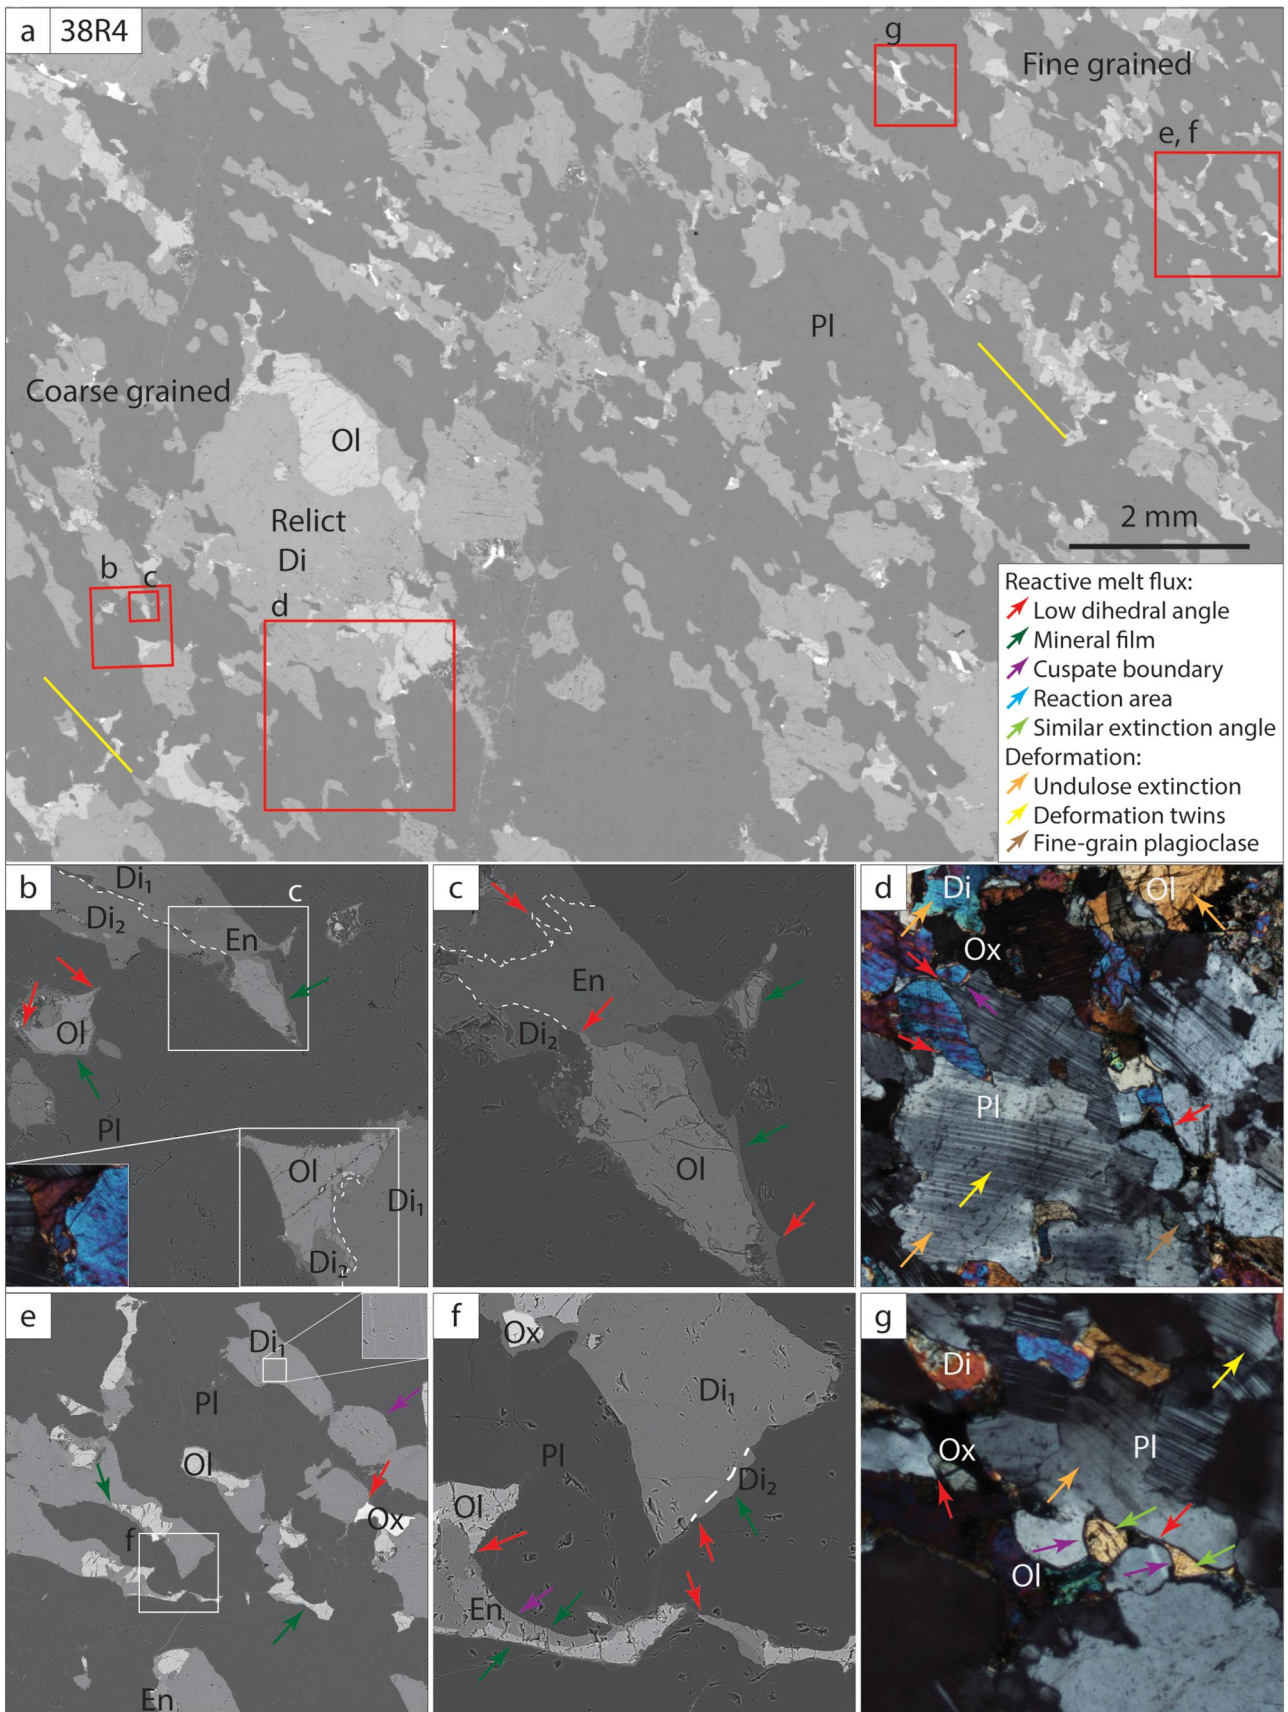 a 38R4
g
Fine grained
e, f
Pl
Coarse grained
Ol
Relict
Di
2 mm
b
c
d
Reactive melt flux:
Low dihedral angle
Mineral film
Cuspate boundary
Reaction area
Similar extinction angle
Deformation:
Undulose extinction
Deformation twins
Fine-grain plagioclase
b
Di₁
c
Di₂
En
Ol
Pl
Ol
Di₁
Di₂
c
En
Di₂
Ol
d
Di
Ol
Ox
Pl
e
Di₁
Pl
Ol
Ox
f
En
f
Ox
Di₁
Pl
Di₂
Ol
En
g
Di
Ox
Pl
Ol